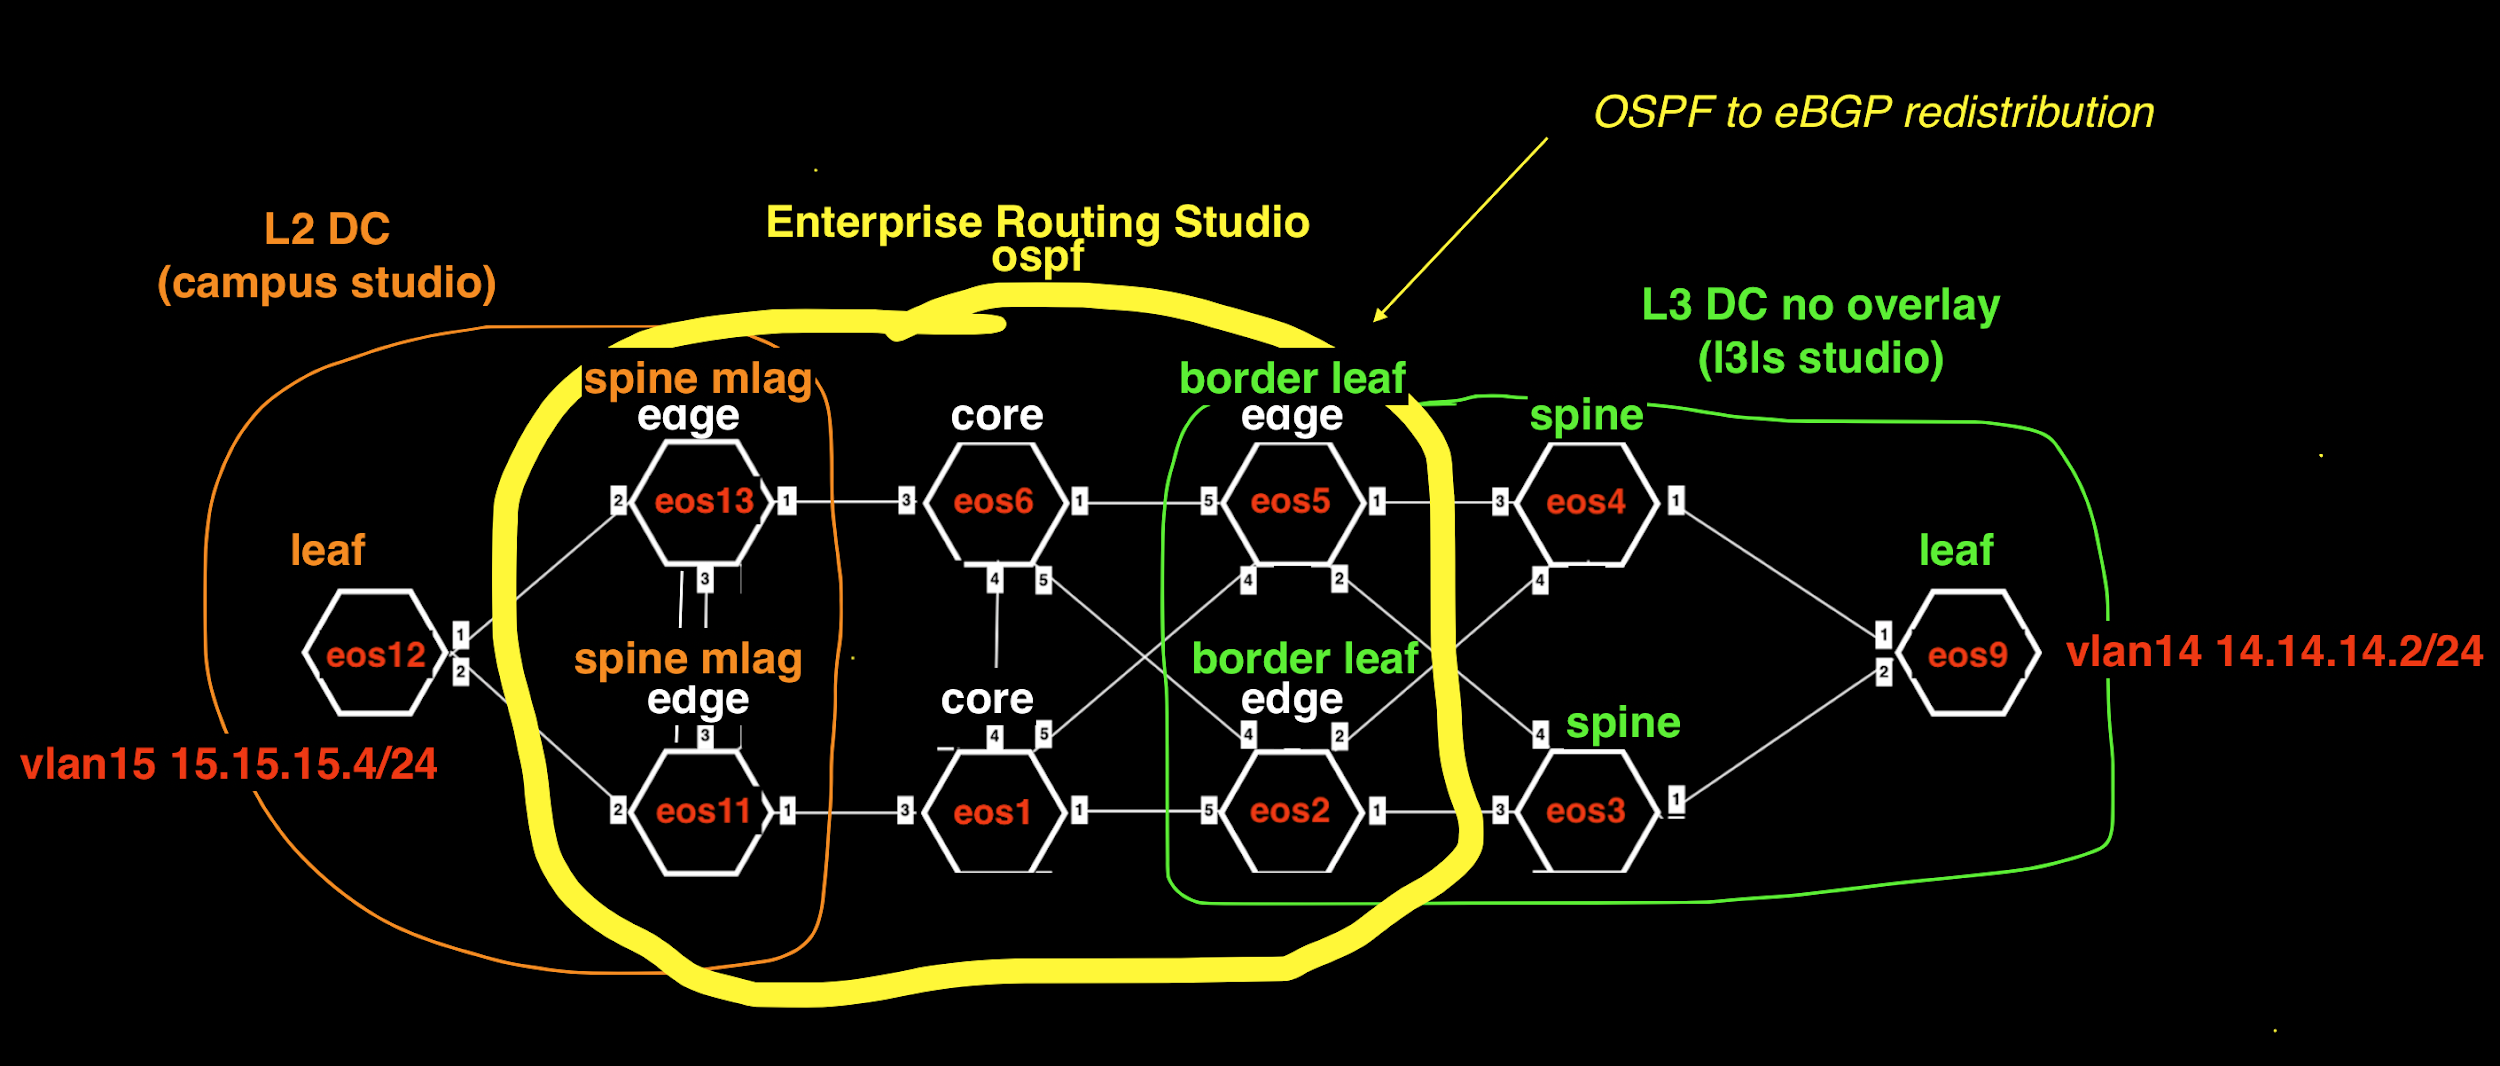 OSPF to eBGP redistribution
L2 DC
(campus studio)
Enterprise Routing Studio
ospf
L3 DC no overlay
(l3ls studio)
spine mlag
edge
core
border leaf
edge
spine
2
eos13
1
3
eos6
1
5
eos5
1
3
eos4
1
leaf
leaf
3
4
5
4
2
4
eos12
1
2
spine mlag
edge
core
border leaf
edge
spine
1
2
eos9
vlan14 14.14.14.2/24
vlan15 15.15.15.4/24
3
4
5
4
2
4
2
eos11
1
3
eos1
1
5
eos2
1
3
eos3
1